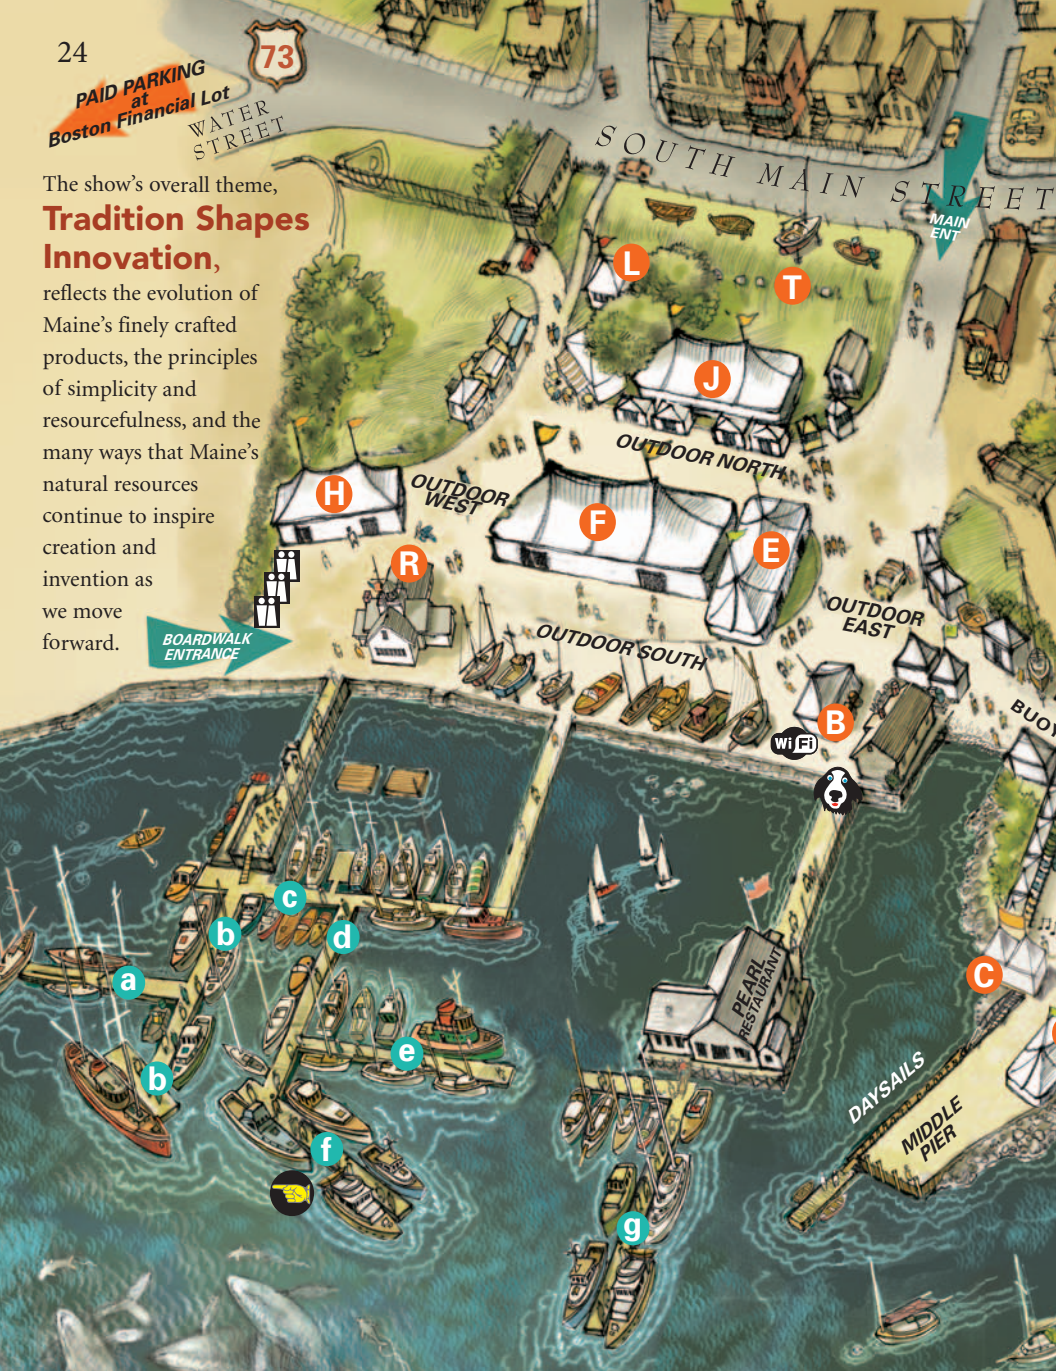 24
73
PAID PARKING
at
Boston Financial Lot
WATER
STREET
SOUTH MAIN STREET
MAIN
ENT
The show's overall theme,
Tradition Shapes
Innovation,
reflects the evolution of
Maine's finely crafted
products, the principles
of simplicity and
resourcefulness, and the
many ways that Maine's
natural resources
continue to inspire
creation and
invention as
we move
forward.
L
T
J
OUTDOOR NORTH
H
OUTDOOR
WEST
F
E
R
OUTDOOR
EAST
BOARDWALK
ENTRANCE
OUTDOOR SOUTH
B
WiFi
BUOY
c
b
d
a
PEARL
RESTAURANT
C
e
b
DAYSAILS
MIDDLE
PIER
f
g